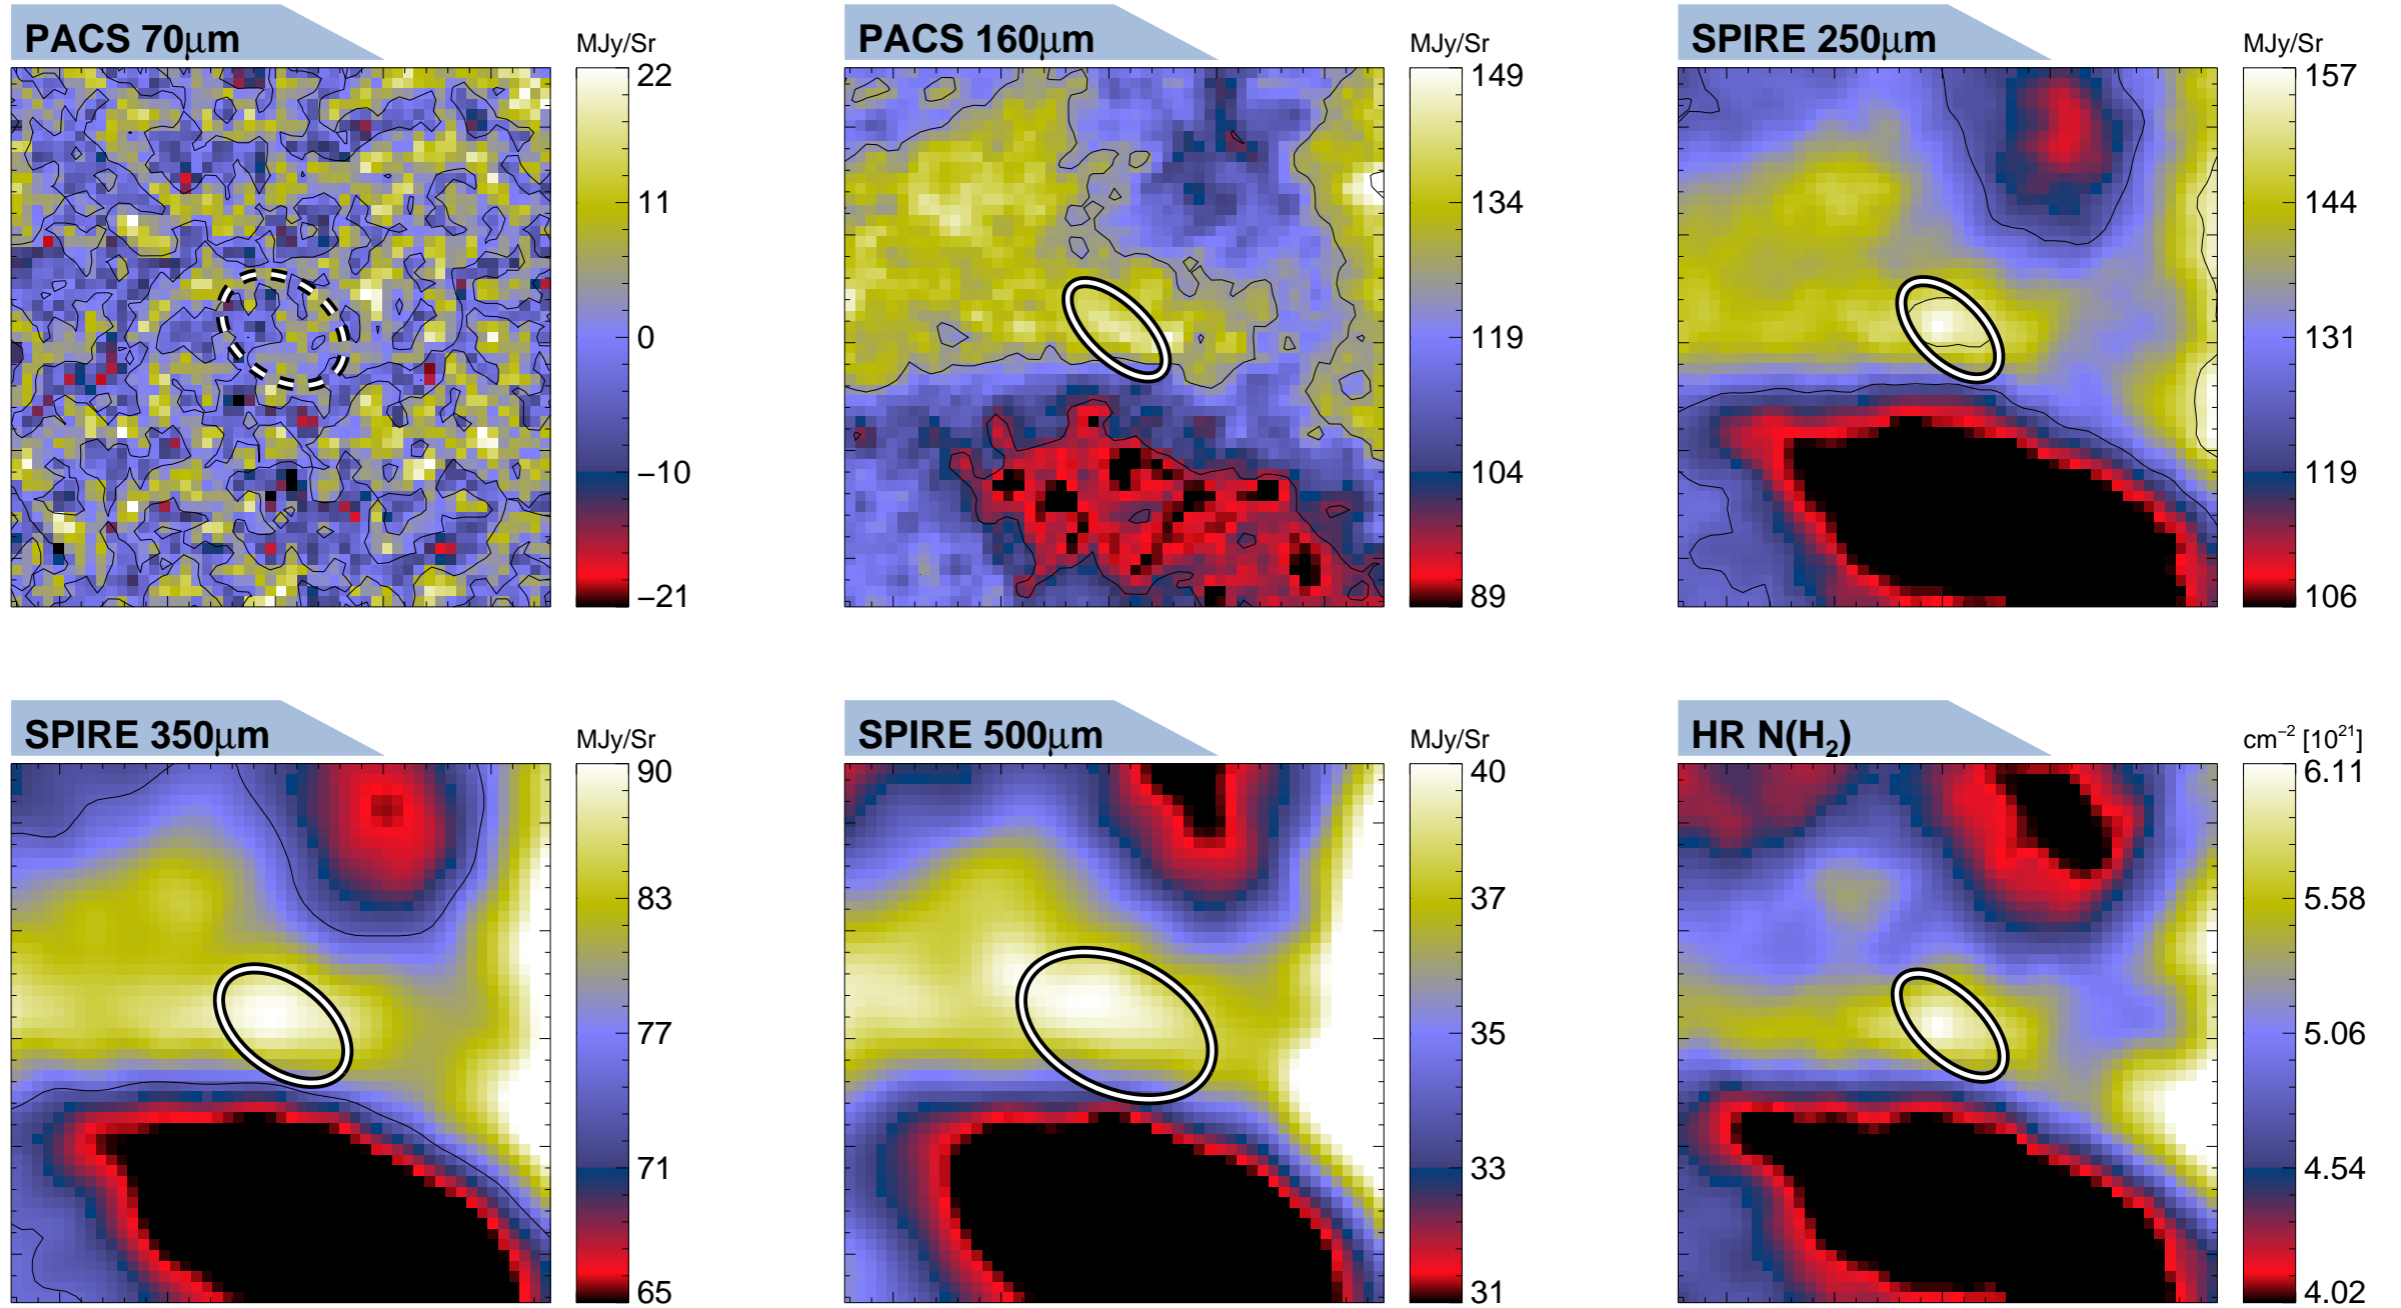 PACS 70μm
MJy/Sr
22
11
0
−10
−21
PACS 160μm
MJy/Sr
149
134
119
104
89
SPIRE 250μm
MJy/Sr
157
144
131
119
106
SPIRE 350μm
MJy/Sr
90
83
77
71
65
SPIRE 500μm
MJy/Sr
40
37
35
33
31
HR N(H₂)
cm⁻² [10²¹]
6.11
5.58
5.06
4.54
4.02